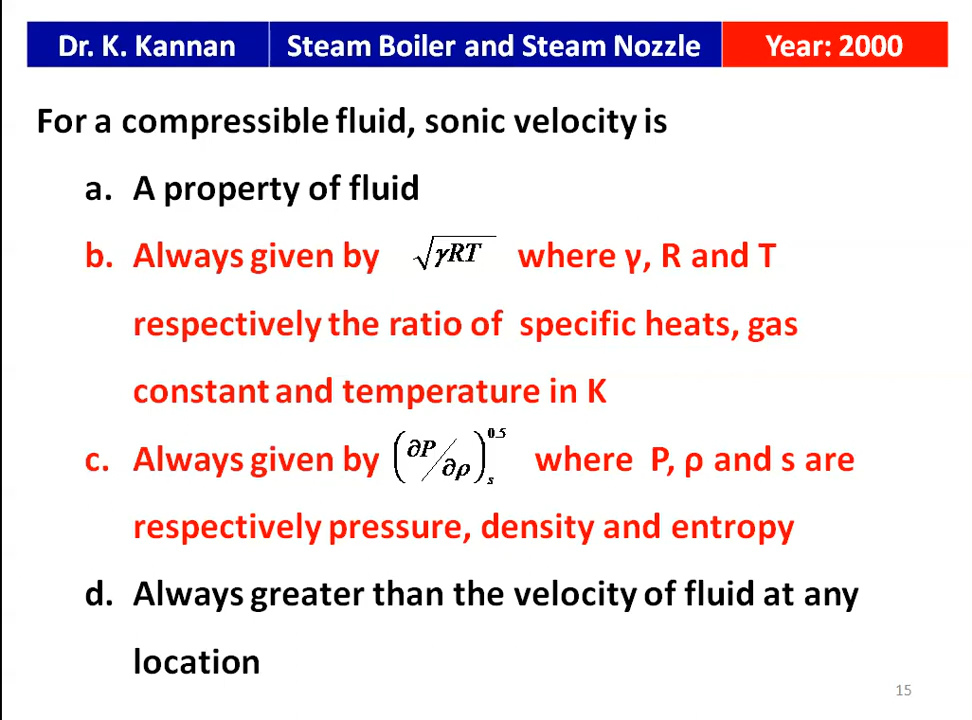 Dr. K. Kannan Steam Boiler and Steam Nozzle Year: 2000
For a compressible fluid, sonic velocity is
a. A property of fluid
b. Always given by √γRT where γ, R and T
respectively the ratio of specific heats, gas
constant and temperature in K
c. Always given by (∂P/∂ρ)ₛ^0.5 where P, ρ and s are
respectively pressure, density and entropy
d. Always greater than the velocity of fluid at any
location
15